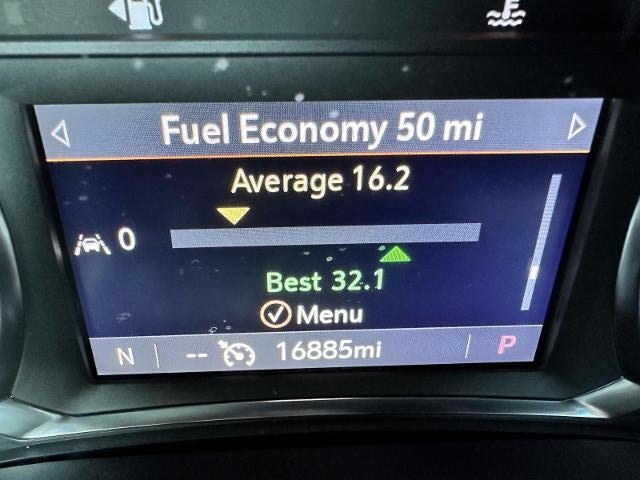 Fuel Economy 50 mi
Average 16.2
0
Best 32.1
Menu
N -- 16885mi P